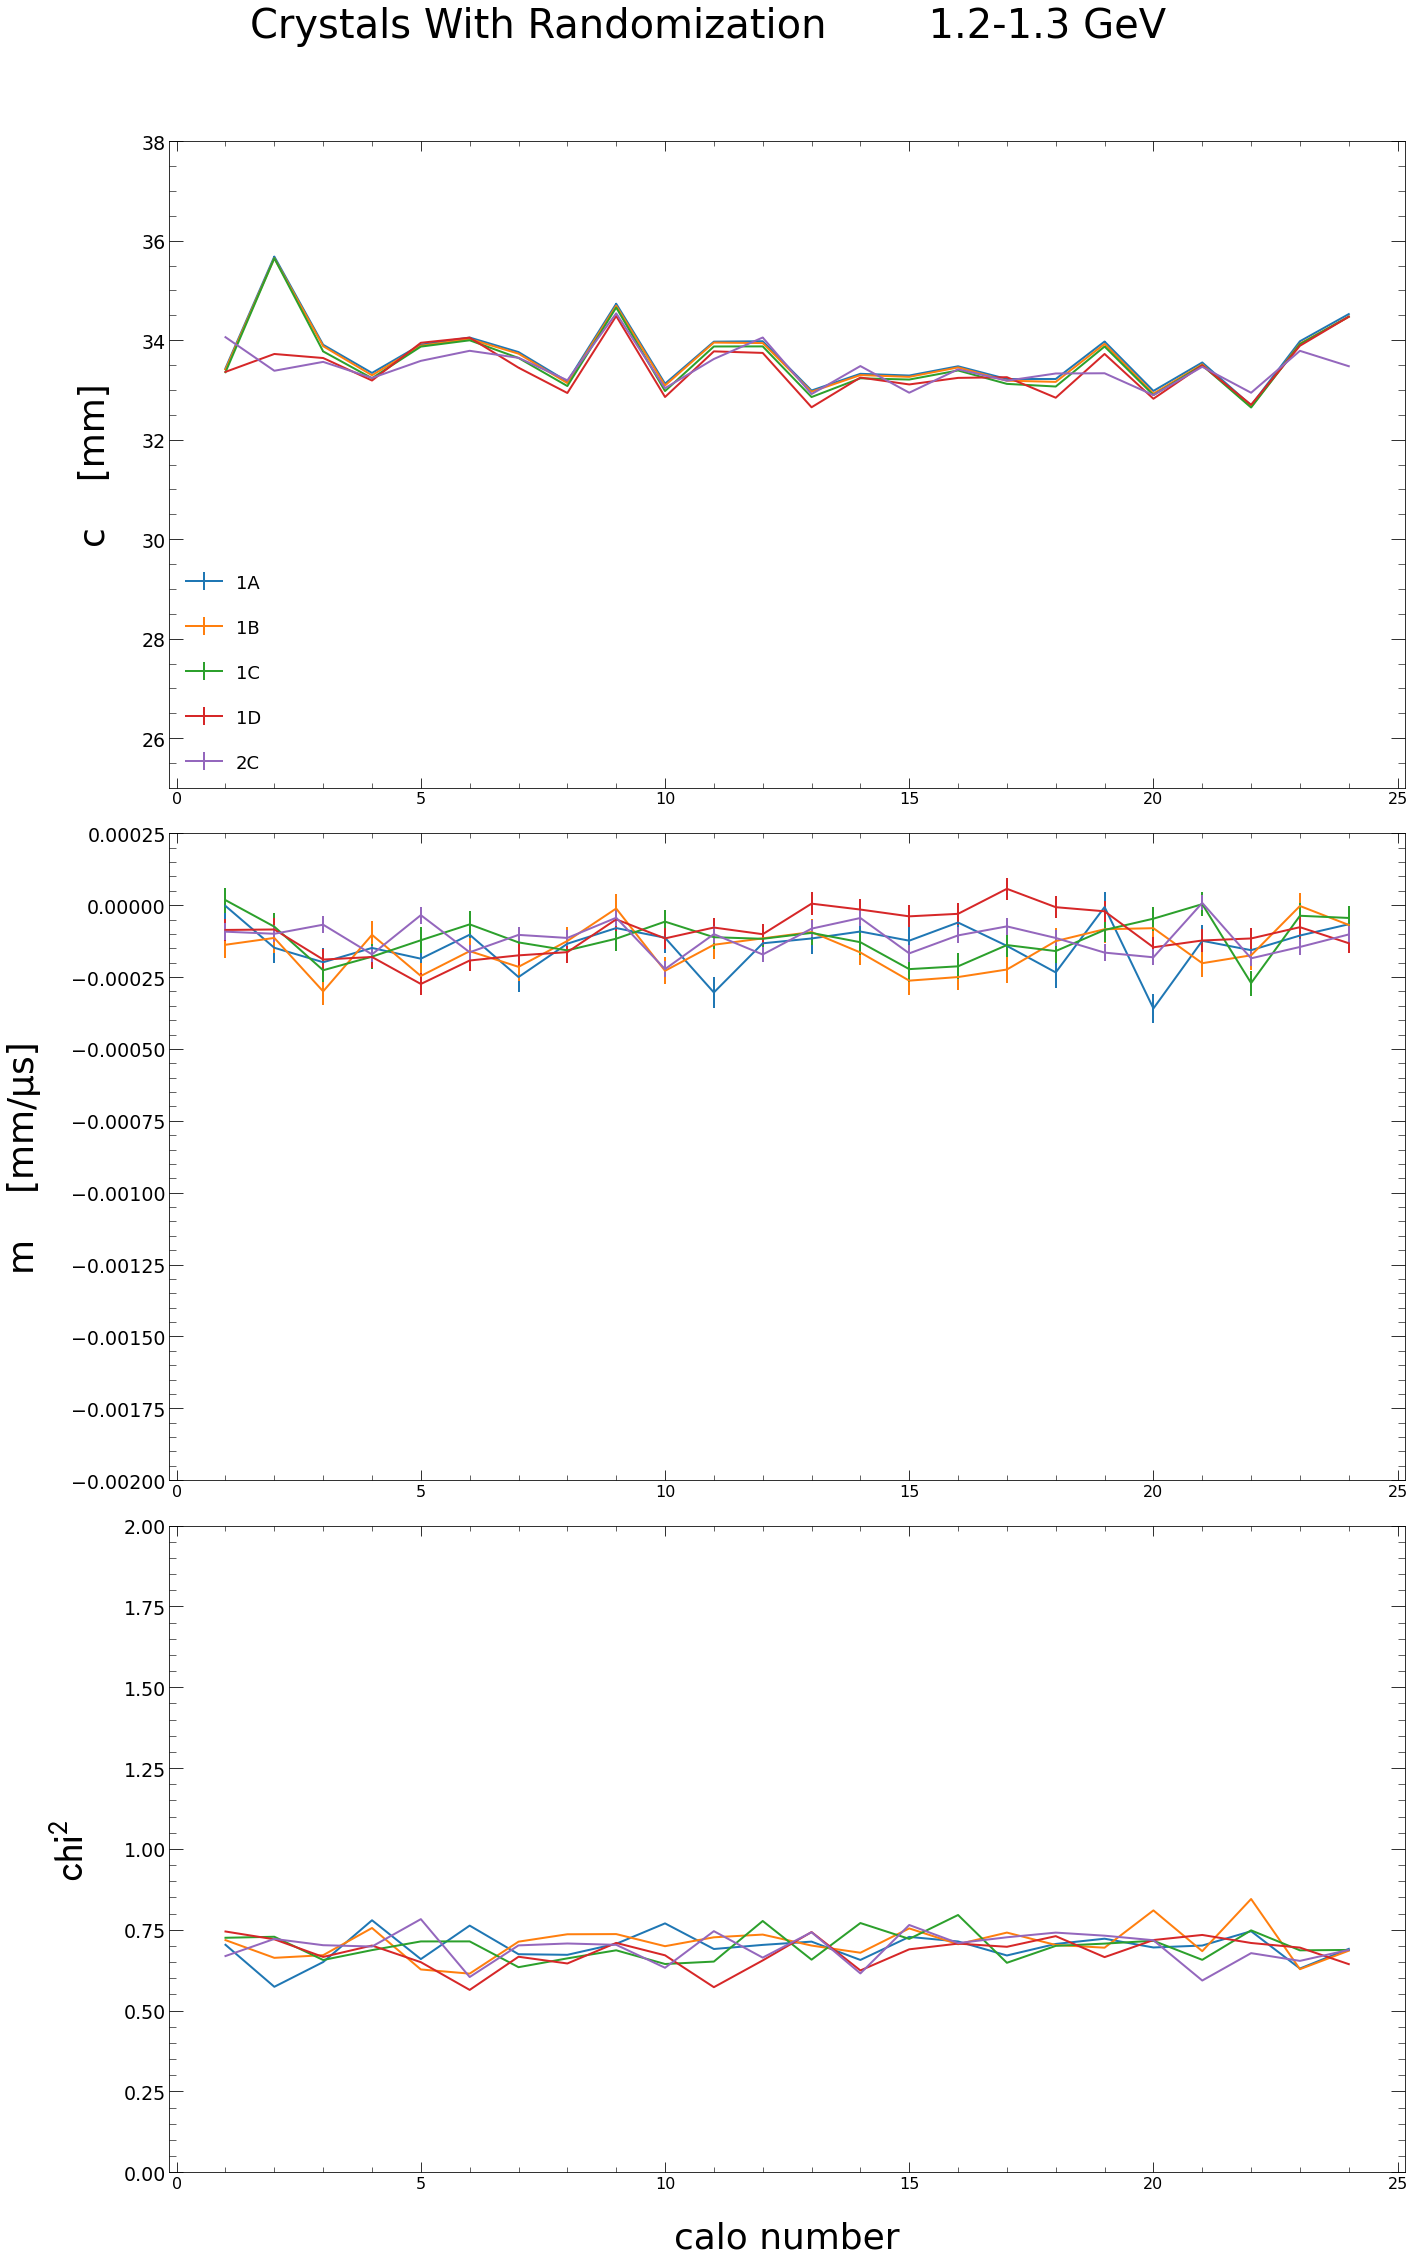 Crystals With Randomization 1.2-1.3 GeV
38
36
34
32
30
28
26
c [mm]
1A
1B
1C
1D
2C
0 5 10 15 20 25
0.00025
0.00000
−0.00025
−0.00050
−0.00075
−0.00100
−0.00125
−0.00150
−0.00175
−0.00200
m [mm/µs]
0 5 10 15 20 25
2.00
1.75
1.50
1.25
1.00
0.75
0.50
0.25
0.00
chi²
0 5 10 15 20 25
calo number